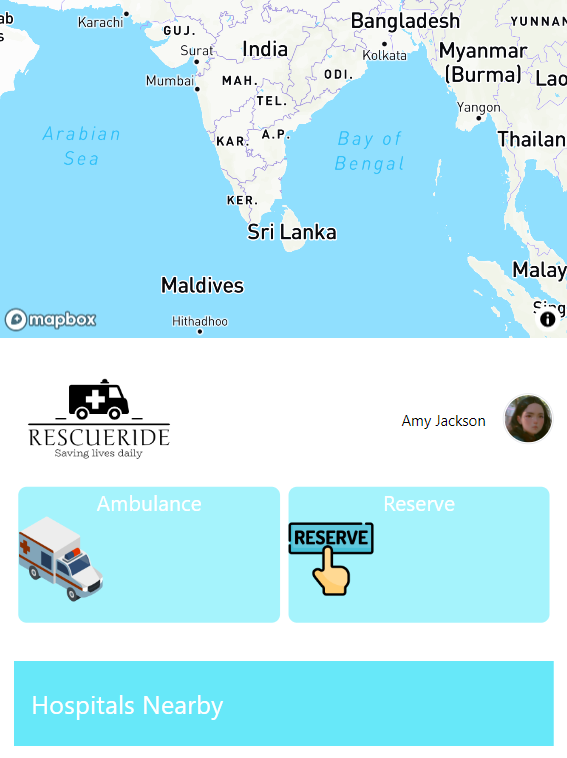 Karachi
GUJ.
Bangladesh
YUNNAN
ab
s
Surat
India
Kolkata
Myanmar
(Burma)
Lao
Mumbai
MAH.
ODI.
TEL.
Yangon
Arabian
Sea
KAR.
A.P.
Bay of
Bengal
Thailan
KER.
Sri Lanka
Malay
Maldives
Sing
Hithadhoo
mapbox
i
RESCUERIDE
Saving lives daily
Amy Jackson
Ambulance
Reserve
RESERVE
Hospitals Nearby